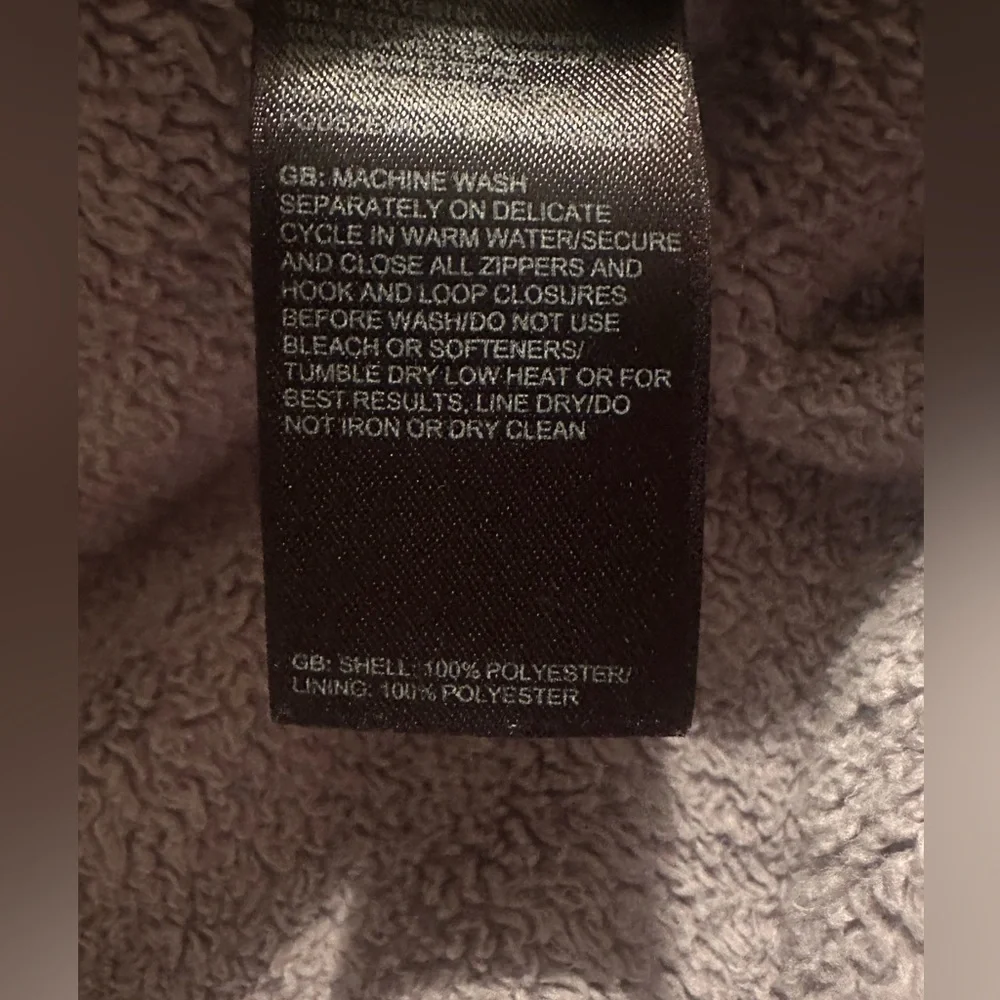 GB: MACHINE WASH
SEPARATELY ON DELICATE
CYCLE IN WARM WATER/SECURE
AND CLOSE ALL ZIPPERS AND
HOOK AND LOOP CLOSURES
BEFORE WASH/DO NOT USE
BLEACH OR SOFTENERS/
TUMBLE DRY LOW HEAT OR FOR
BEST RESULTS, LINE DRY/DO
NOT IRON OR DRY CLEAN
GB: SHELL: 100% POLYESTER/
LINING: 100% POLYESTER